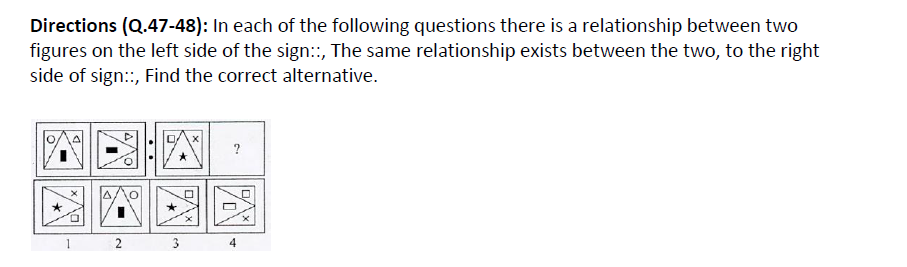 Directions (Q.47-48): In each of the following questions there is a relationship between two
figures on the left side of the sign::, The same relationship exists between the two, to the right
side of sign::, Find the correct alternative.
?
1 2 3 4